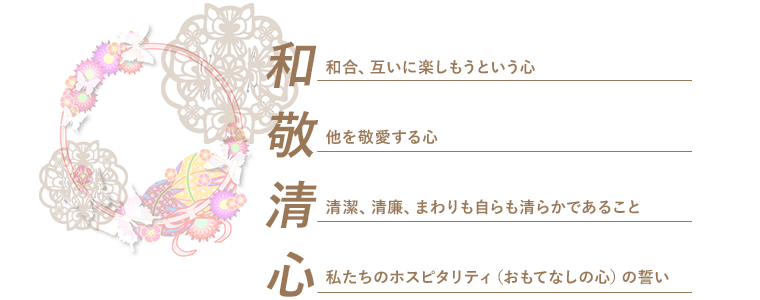 和 和合、互いに楽しもうという心
敬 他を敬愛する心
清 清潔、清廉、まわりも自らも清らかであること
心 私たちのホスピタリティ（おもてなしの心）の誓い